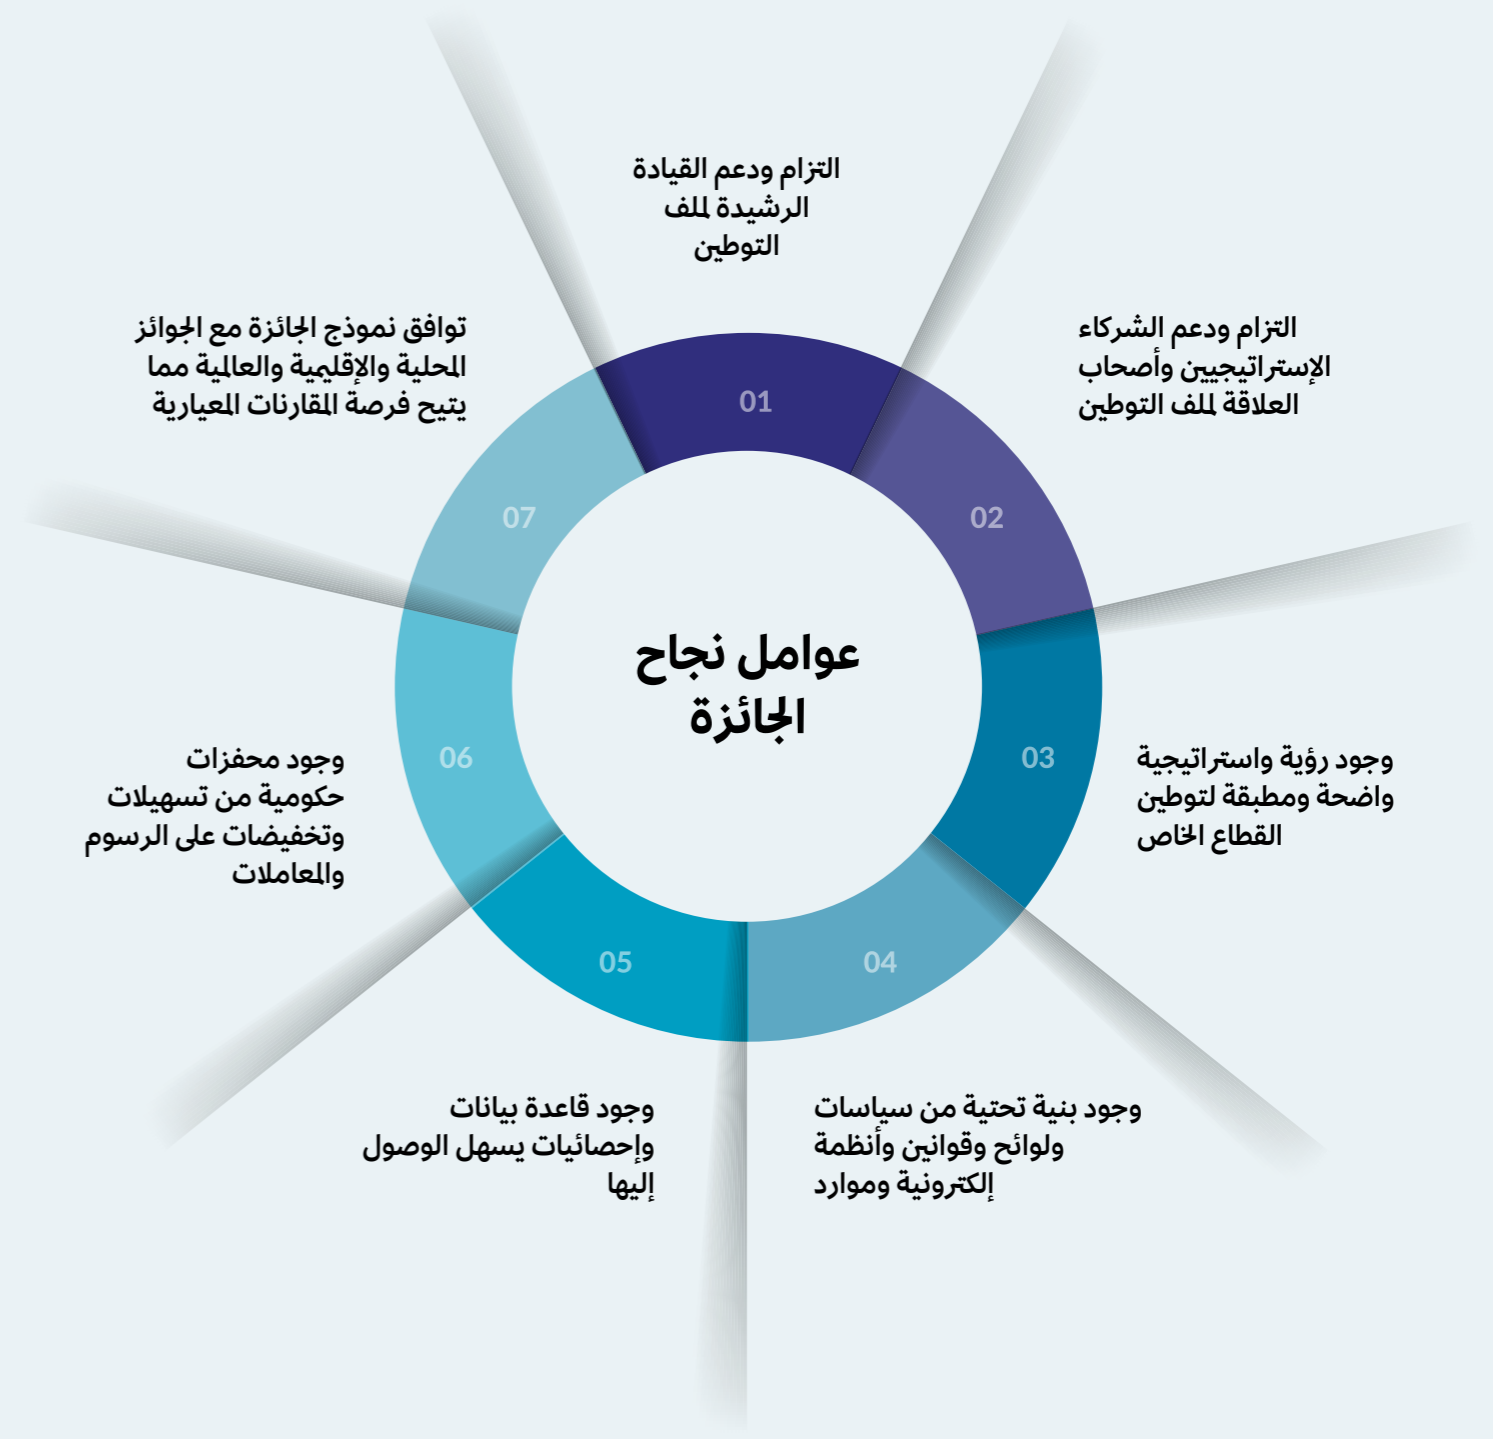 عوامل نجاح
الجائزة
01
التزام ودعم القيادة
الرشيدة لملف
التوطين
02
التزام ودعم الشركاء
الإستراتيجيين وأصحاب
العلاقة لملف التوطين
03
وجود رؤية واستراتيجية
واضحة ومطبقة لتوطين
القطاع الخاص
04
وجود بنية تحتية من سياسات
ولوائح وقوانين وأنظمة
إلكترونية وموارد
05
وجود قاعدة بيانات
وإحصائيات يسهل الوصول
إليها
06
وجود محفزات
حكومية من تسهيلات
وتخفيضات على الرسوم
والمعاملات
07
توافق نموذج الجائزة مع الجوائز
المحلية والإقليمية والعالمية مما
يتيح فرصة المقارنات المعيارية